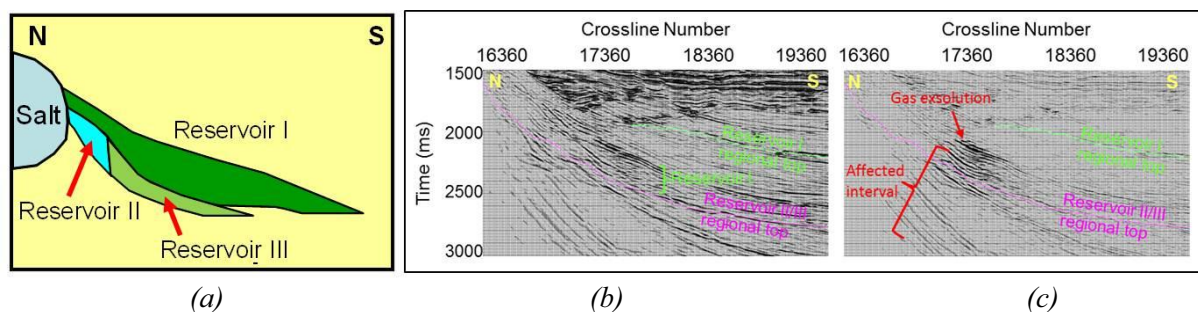 N
S
Salt
Reservoir I
Reservoir II
Reservoir III
(a)
Crossline Number
16360 17360 18360 19360
1500
2000
2500
3000
Time (ms)
N
S
Reservoir I
regional top
Reservoir I
Reservoir II/III
regional top
(b)
Crossline Number
16360 17360 18360 19360
N
S
Gas exsolution
Affected
interval
Reservoir I
regional top
Reservoir II/III
regional top
(c)